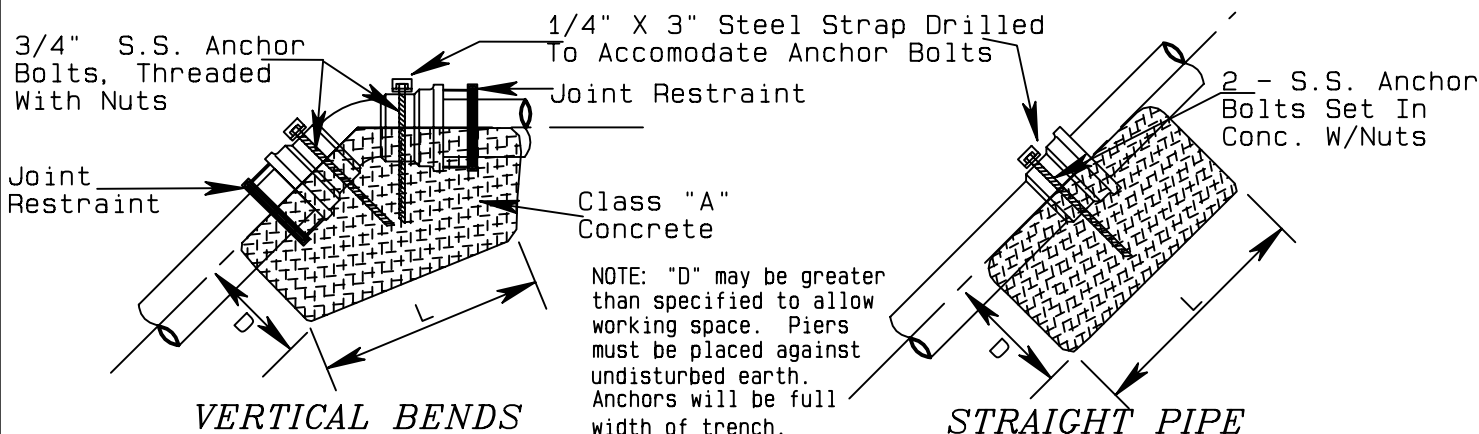 3/4" S.S. Anchor
Bolts, Threaded
With Nuts
1/4" X 3" Steel Strap Drilled
To Accomodate Anchor Bolts
Joint Restraint
2 - S.S. Anchor
Bolts Set In
Conc. W/Nuts
Joint
Restraint
Class "A"
Concrete
NOTE: "D" may be greater
than specified to allow
working space. Piers
must be placed against
undisturbed earth.
Anchors will be full
width of trench.
D
L
D
L
VERTICAL BENDS
STRAIGHT PIPE